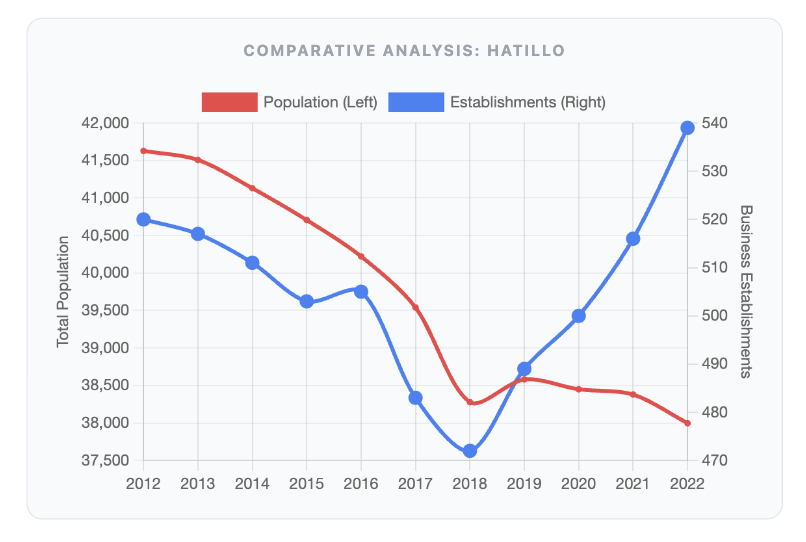 COMPARATIVE ANALYSIS: HATILLO
Population (Left) Establishments (Right)
42,000 540
41,500 530
41,000 520
40,500 510
40,000 500
39,500 490
39,000 480
38,500 470
38,000
37,500
Total Population
Business Establishments
2012 2013 2014 2015 2016 2017 2018 2019 2020 2021 2022